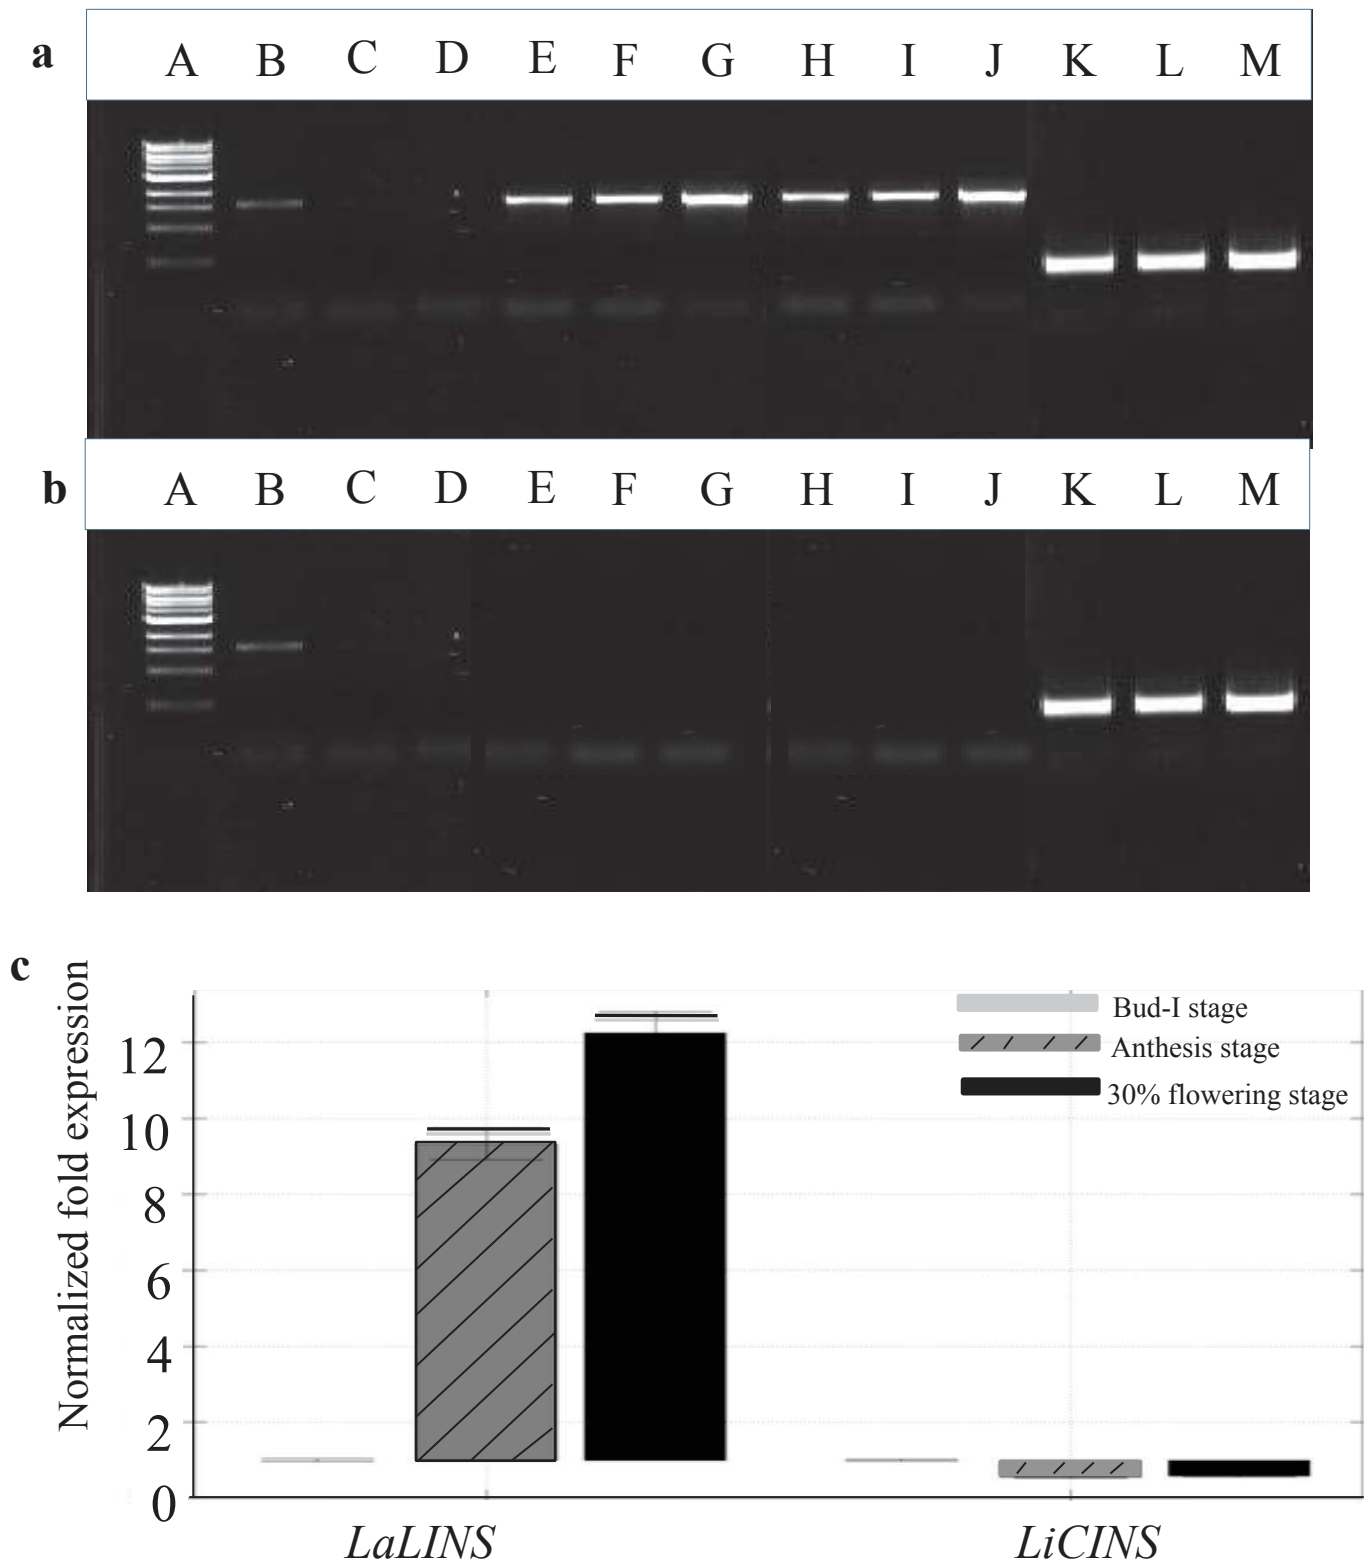 a A B C D E F G H I J K L M
b A B C D E F G H I J K L M
c
Normalized fold expression
Bud-I stage
Anthesis stage
30% flowering stage
12
10
8
6
4
2
0
LaLINS LiCINS